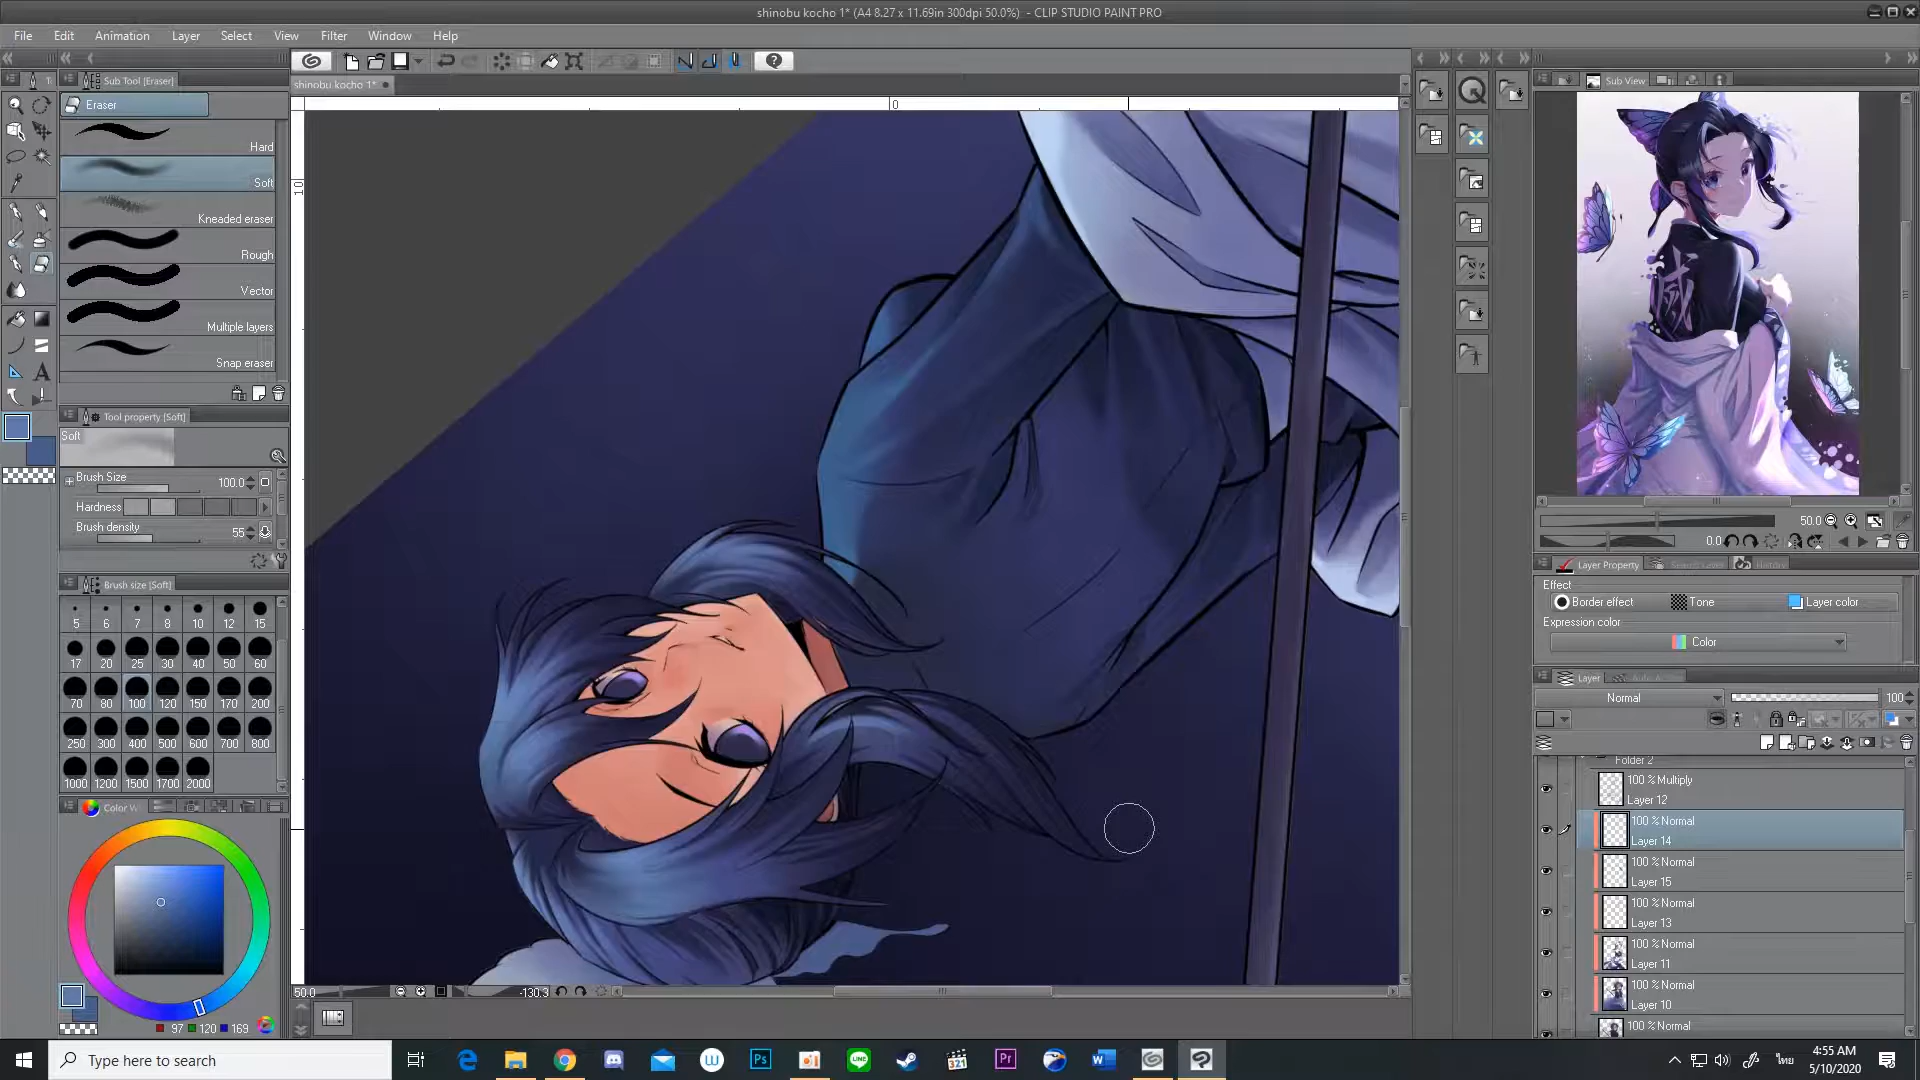 shinobu kocho 1* (A4 8.27 x 11.69in 300dpi 50.0%) - CLIP STUDIO PAINT PRO
File Edit Animation Layer Select View Filter Window Help
shinobu kocho 1*
Sub Tool [Eraser]
Eraser
Hard
Soft
Kneaded eraser
Rough
Vector
Multiple layers
Snap eraser
Tool property [Soft]
Soft
Brush Size 100.0
Hardness
Brush density 55
Brush size [Soft]
5 6 7 8 10 12 15
17 20 25 30 40 50 60
70 80 100 120 150 170 200
250 300 400 500 600 700 800
1000 1200 1500 1700 2000
Color W
97 120 169
0
10
50.0 -130.3
Sub View
50.0
0.0
Layer Property
History
Effect
Border effect Tone Layer color
Expression color
Color
Layer
Normal 100
Folder 2
100 % Multiply
Layer 12
100 % Normal
Layer 14
100 % Normal
Layer 15
100 % Normal
Layer 13
100 % Normal
Layer 11
100 % Normal
Layer 10
100 % Normal
Type here to search
ไทย
4:55 AM
5/10/2020